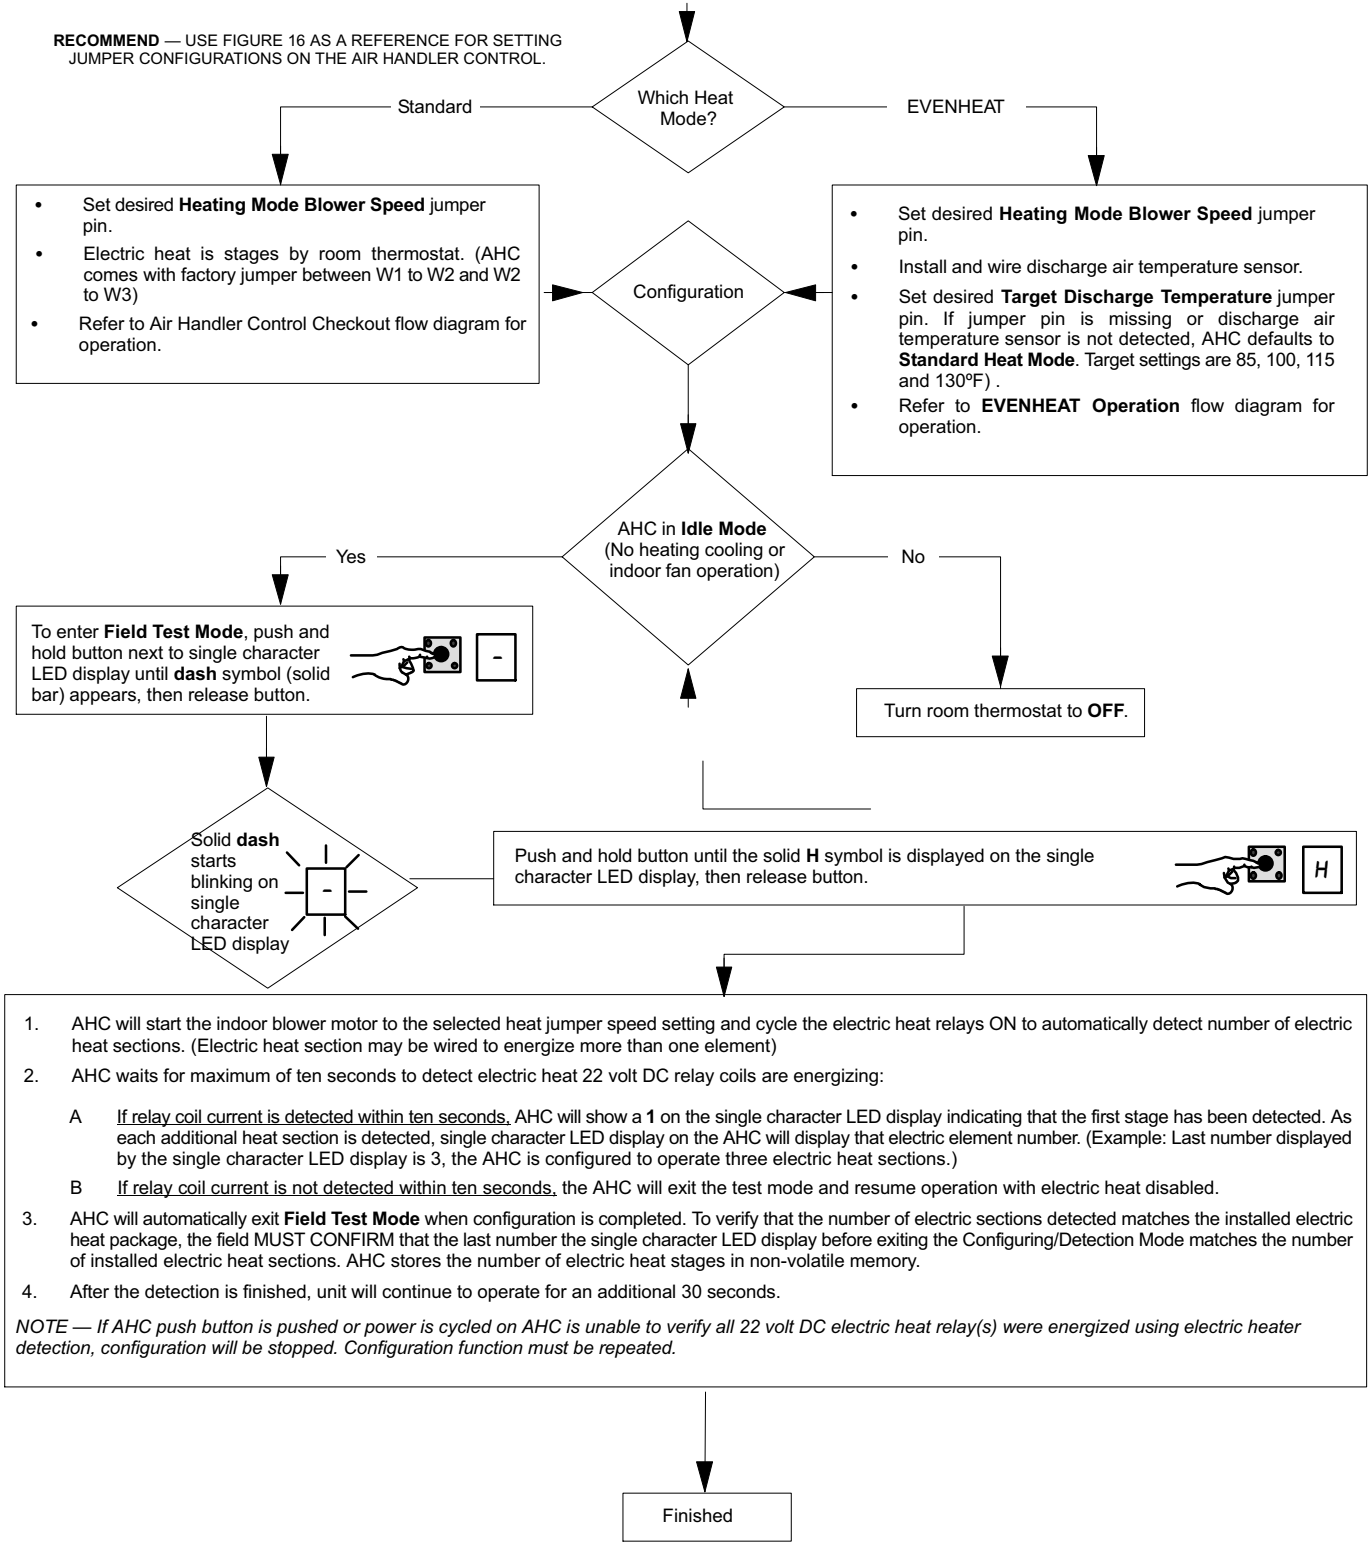 RECOMMEND — USE FIGURE 16 AS A REFERENCE FOR SETTING
JUMPER CONFIGURATIONS ON THE AIR HANDLER CONTROL.
Which Heat
Mode?
Standard
EVENHEAT
• Set desired Heating Mode Blower Speed jumper
pin.
• Electric heat is stages by room thermostat. (AHC
comes with factory jumper between W1 to W2 and W2
to W3)
• Refer to Air Handler Control Checkout flow diagram for
operation.
Configuration
• Set desired Heating Mode Blower Speed jumper
pin.
• Install and wire discharge air temperature sensor.
• Set desired Target Discharge Temperature jumper
pin. If jumper pin is missing or discharge air
temperature sensor is not detected, AHC defaults to
Standard Heat Mode. Target settings are 85, 100, 115
and 130ºF) .
• Refer to EVENHEAT Operation flow diagram for
operation.
AHC in Idle Mode
(No heating cooling or
indoor fan operation)
Yes
No
To enter Field Test Mode, push and
hold button next to single character
LED display until dash symbol (solid
bar) appears, then release button.
-
Turn room thermostat to OFF.
Solid dash
starts
blinking on
single
character
LED display
-
Push and hold button until the solid H symbol is displayed on the single
character LED display, then release button.
H
1. AHC will start the indoor blower motor to the selected heat jumper speed setting and cycle the electric heat relays ON to automatically detect number of electric
heat sections. (Electric heat section may be wired to energize more than one element)
2. AHC waits for maximum of ten seconds to detect electric heat 22 volt DC relay coils are energizing:
A If relay coil current is detected within ten seconds, AHC will show a 1 on the single character LED display indicating that the first stage has been detected. As
each additional heat section is detected, single character LED display on the AHC will display that electric element number. (Example: Last number displayed
by the single character LED display is 3, the AHC is configured to operate three electric heat sections.)
B If relay coil current is not detected within ten seconds, the AHC will exit the test mode and resume operation with electric heat disabled.
3. AHC will automatically exit Field Test Mode when configuration is completed. To verify that the number of electric sections detected matches the installed electric
heat package, the field MUST CONFIRM that the last number the single character LED display before exiting the Configuring/Detection Mode matches the number
of installed electric heat sections. AHC stores the number of electric heat stages in non-volatile memory.
4. After the detection is finished, unit will continue to operate for an additional 30 seconds.
NOTE — If AHC push button is pushed or power is cycled on AHC is unable to verify all 22 volt DC electric heat relay(s) were energized using electric heater
detection, configuration will be stopped. Configuration function must be repeated.
Finished